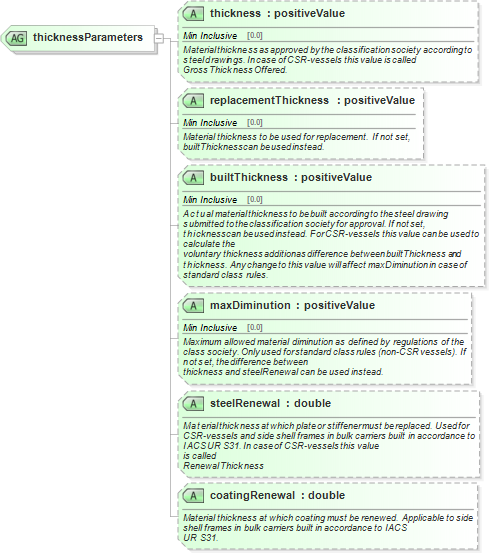 AG thicknessParameters
A thickness : positiveValue
Min Inclusive [0.0]
Material thickness as approved by the classification society according to
steel drawings. In case of CSR-vessels this value is called
Gross Thickness Offered.
A replacementThickness : positiveValue
Min Inclusive [0.0]
Material thickness to be used for replacement. If not set,
builtThickness can be used instead.
A builtThickness : positiveValue
Min Inclusive [0.0]
Actual material thickness to be built according to the steel drawing
submitted to the classification society for approval. If not set,
thickness can be used instead. For CSR-vessels this value can be used to
calculate the
voluntary thickness addition as difference between builtThickness and
thickness. Any change to this value will affect maxDiminution in case of
standard class rules.
A maxDiminution : positiveValue
Min Inclusive [0.0]
Maximum allowed material diminution as defined by regulations of the
class society. Only used for standard class rules (non-CSR vessels). If
not set, the difference between
thickness and steelRenewal can be used instead.
A steelRenewal : double
Material thickness at which plate or stiffener must be replaced. Used for
CSR-vessels and side shell frames in bulk carriers built in accordance to
IACS UR S31. In case of CSR-vessels this value
is called
Renewal Thickness
A coatingRenewal : double
Material thickness at which coating must be renewed. Applicable to side
shell frames in bulk carriers built in accordance to IACS
UR S31.